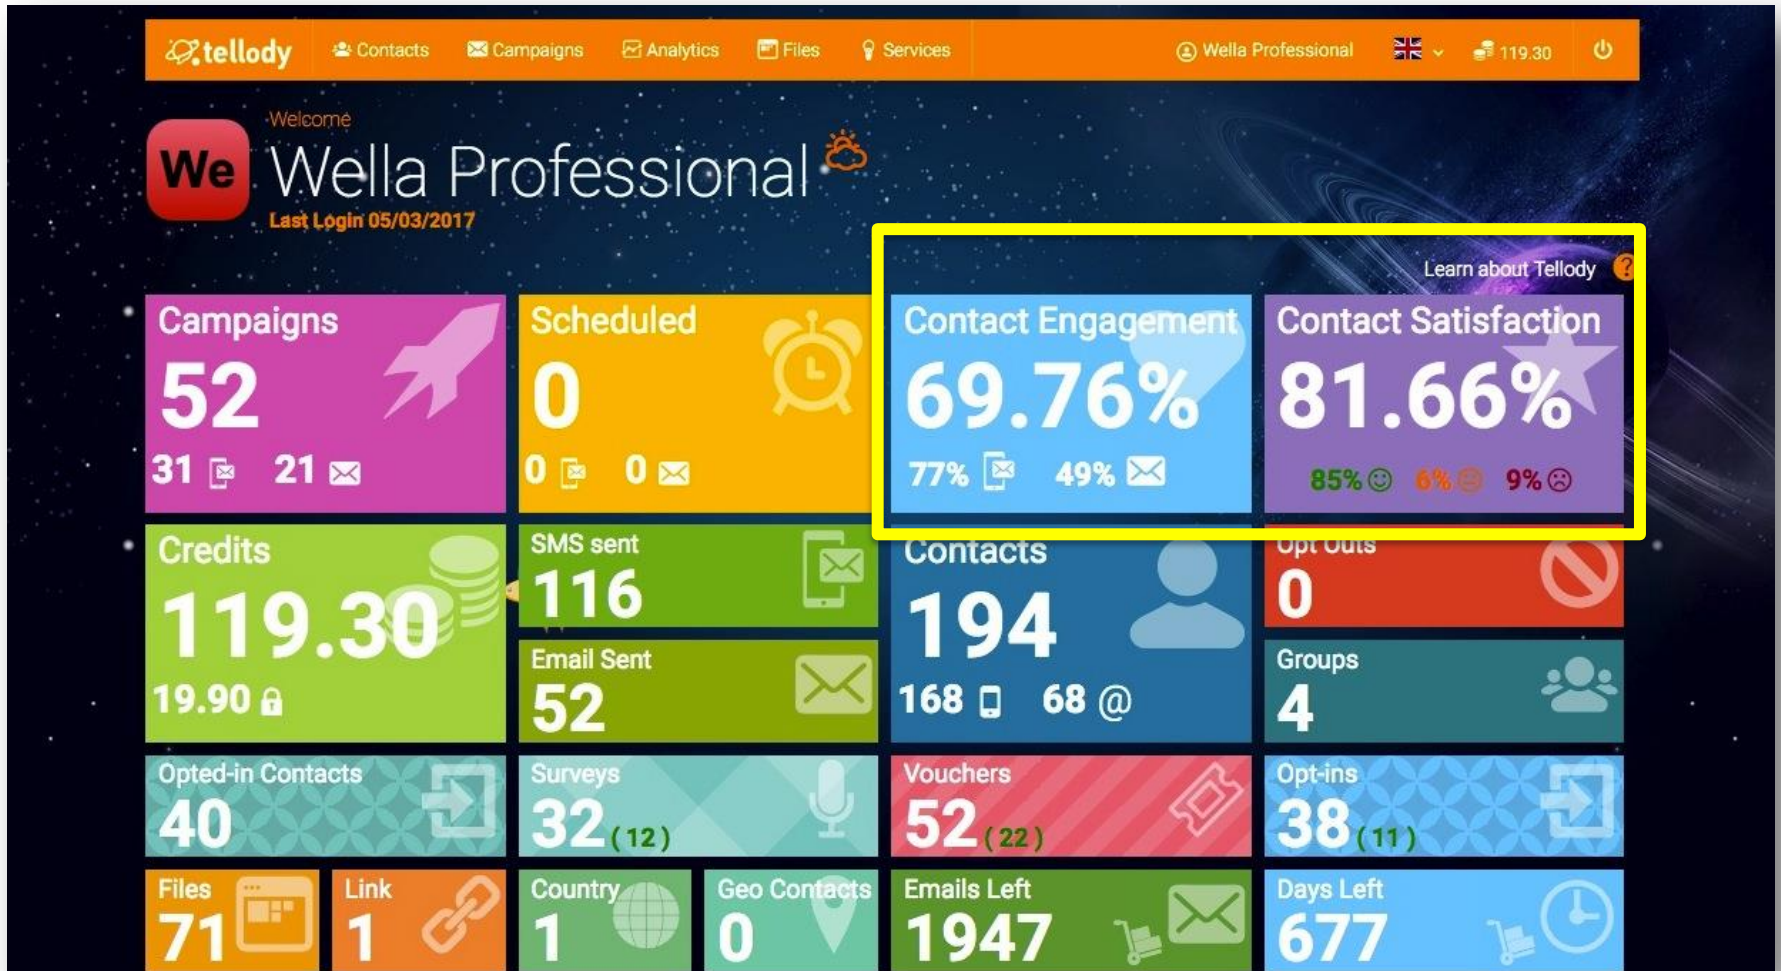 tellody Contacts Campaigns Analytics Files Services Wella Professional 119.30
Welcome
We Wella Professional
Last Login 05/03/2017
Learn about Tellody ?
Campaigns
52
31 21
Scheduled
0
0 0
Contact Engagement
69.76%
77% 49%
Contact Satisfaction
81.66%
85% 6% 9%
Credits
119.30
19.90
SMS sent
116
Email Sent
52
Contacts
194
168 68 @
Opt Outs
0
Groups
4
Opted-in Contacts
40
Surveys
32 (12)
Vouchers
52 (22)
Opt-ins
38 (11)
Files
71
Link
1
Country
1
Geo Contacts
0
Emails Left
1947
Days Left
677